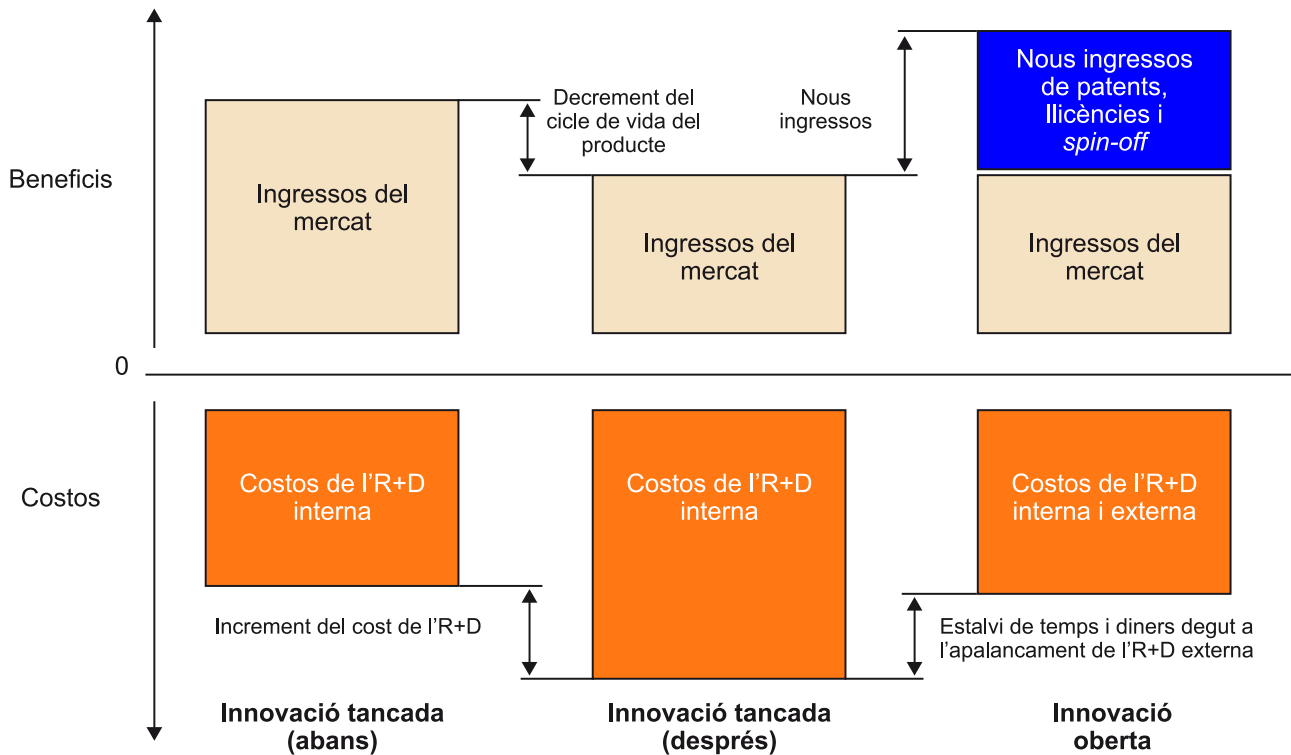 Beneficis
Ingressos del
mercat
Decrement del
cicle de vida del
producte
Ingressos del
mercat
Nous
ingressos
Nous ingressos
de patents,
llicències i
spin-off
Ingressos del
mercat
0
Costos
Costos de l’R+D
interna
Costos de l’R+D
interna
Costos de l’R+D
interna i externa
Increment del cost de l’R+D
Estalvi de temps i diners degut a
l’apalancament de l’R+D externa
Innovació tancada
(abans)
Innovació tancada
(després)
Innovació
oberta